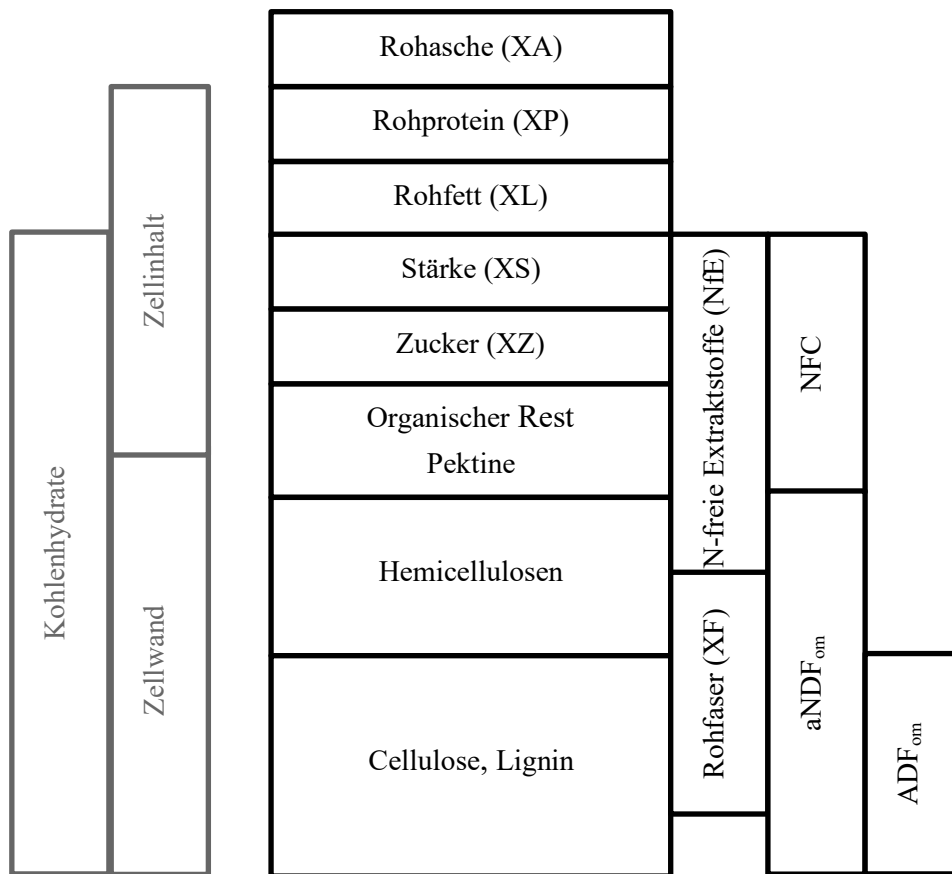 Rohasche (XA)
Rohprotein (XP)
Rohfett (XL)
Stärke (XS)
Zucker (XZ)
Organischer Rest
Pektine
Hemicellulosen
Cellulose, Lignin
Kohlenhydrate
Zellinhalt
Zellwand
N-freie Extraktstoffe (NfE)
Rohfaser (XF)
NFC
aNDFom
ADFom